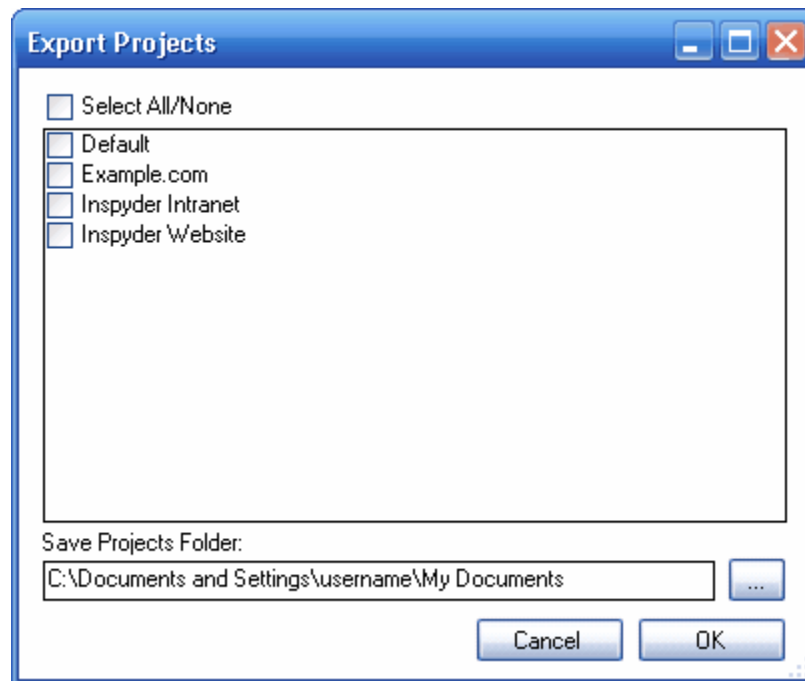 Export Projects
Select All/None
Default
Example.com
Inspyder Intranet
Inspyder Website
Save Projects Folder:
C:\Documents and Settings\username\My Documents
...
Cancel OK